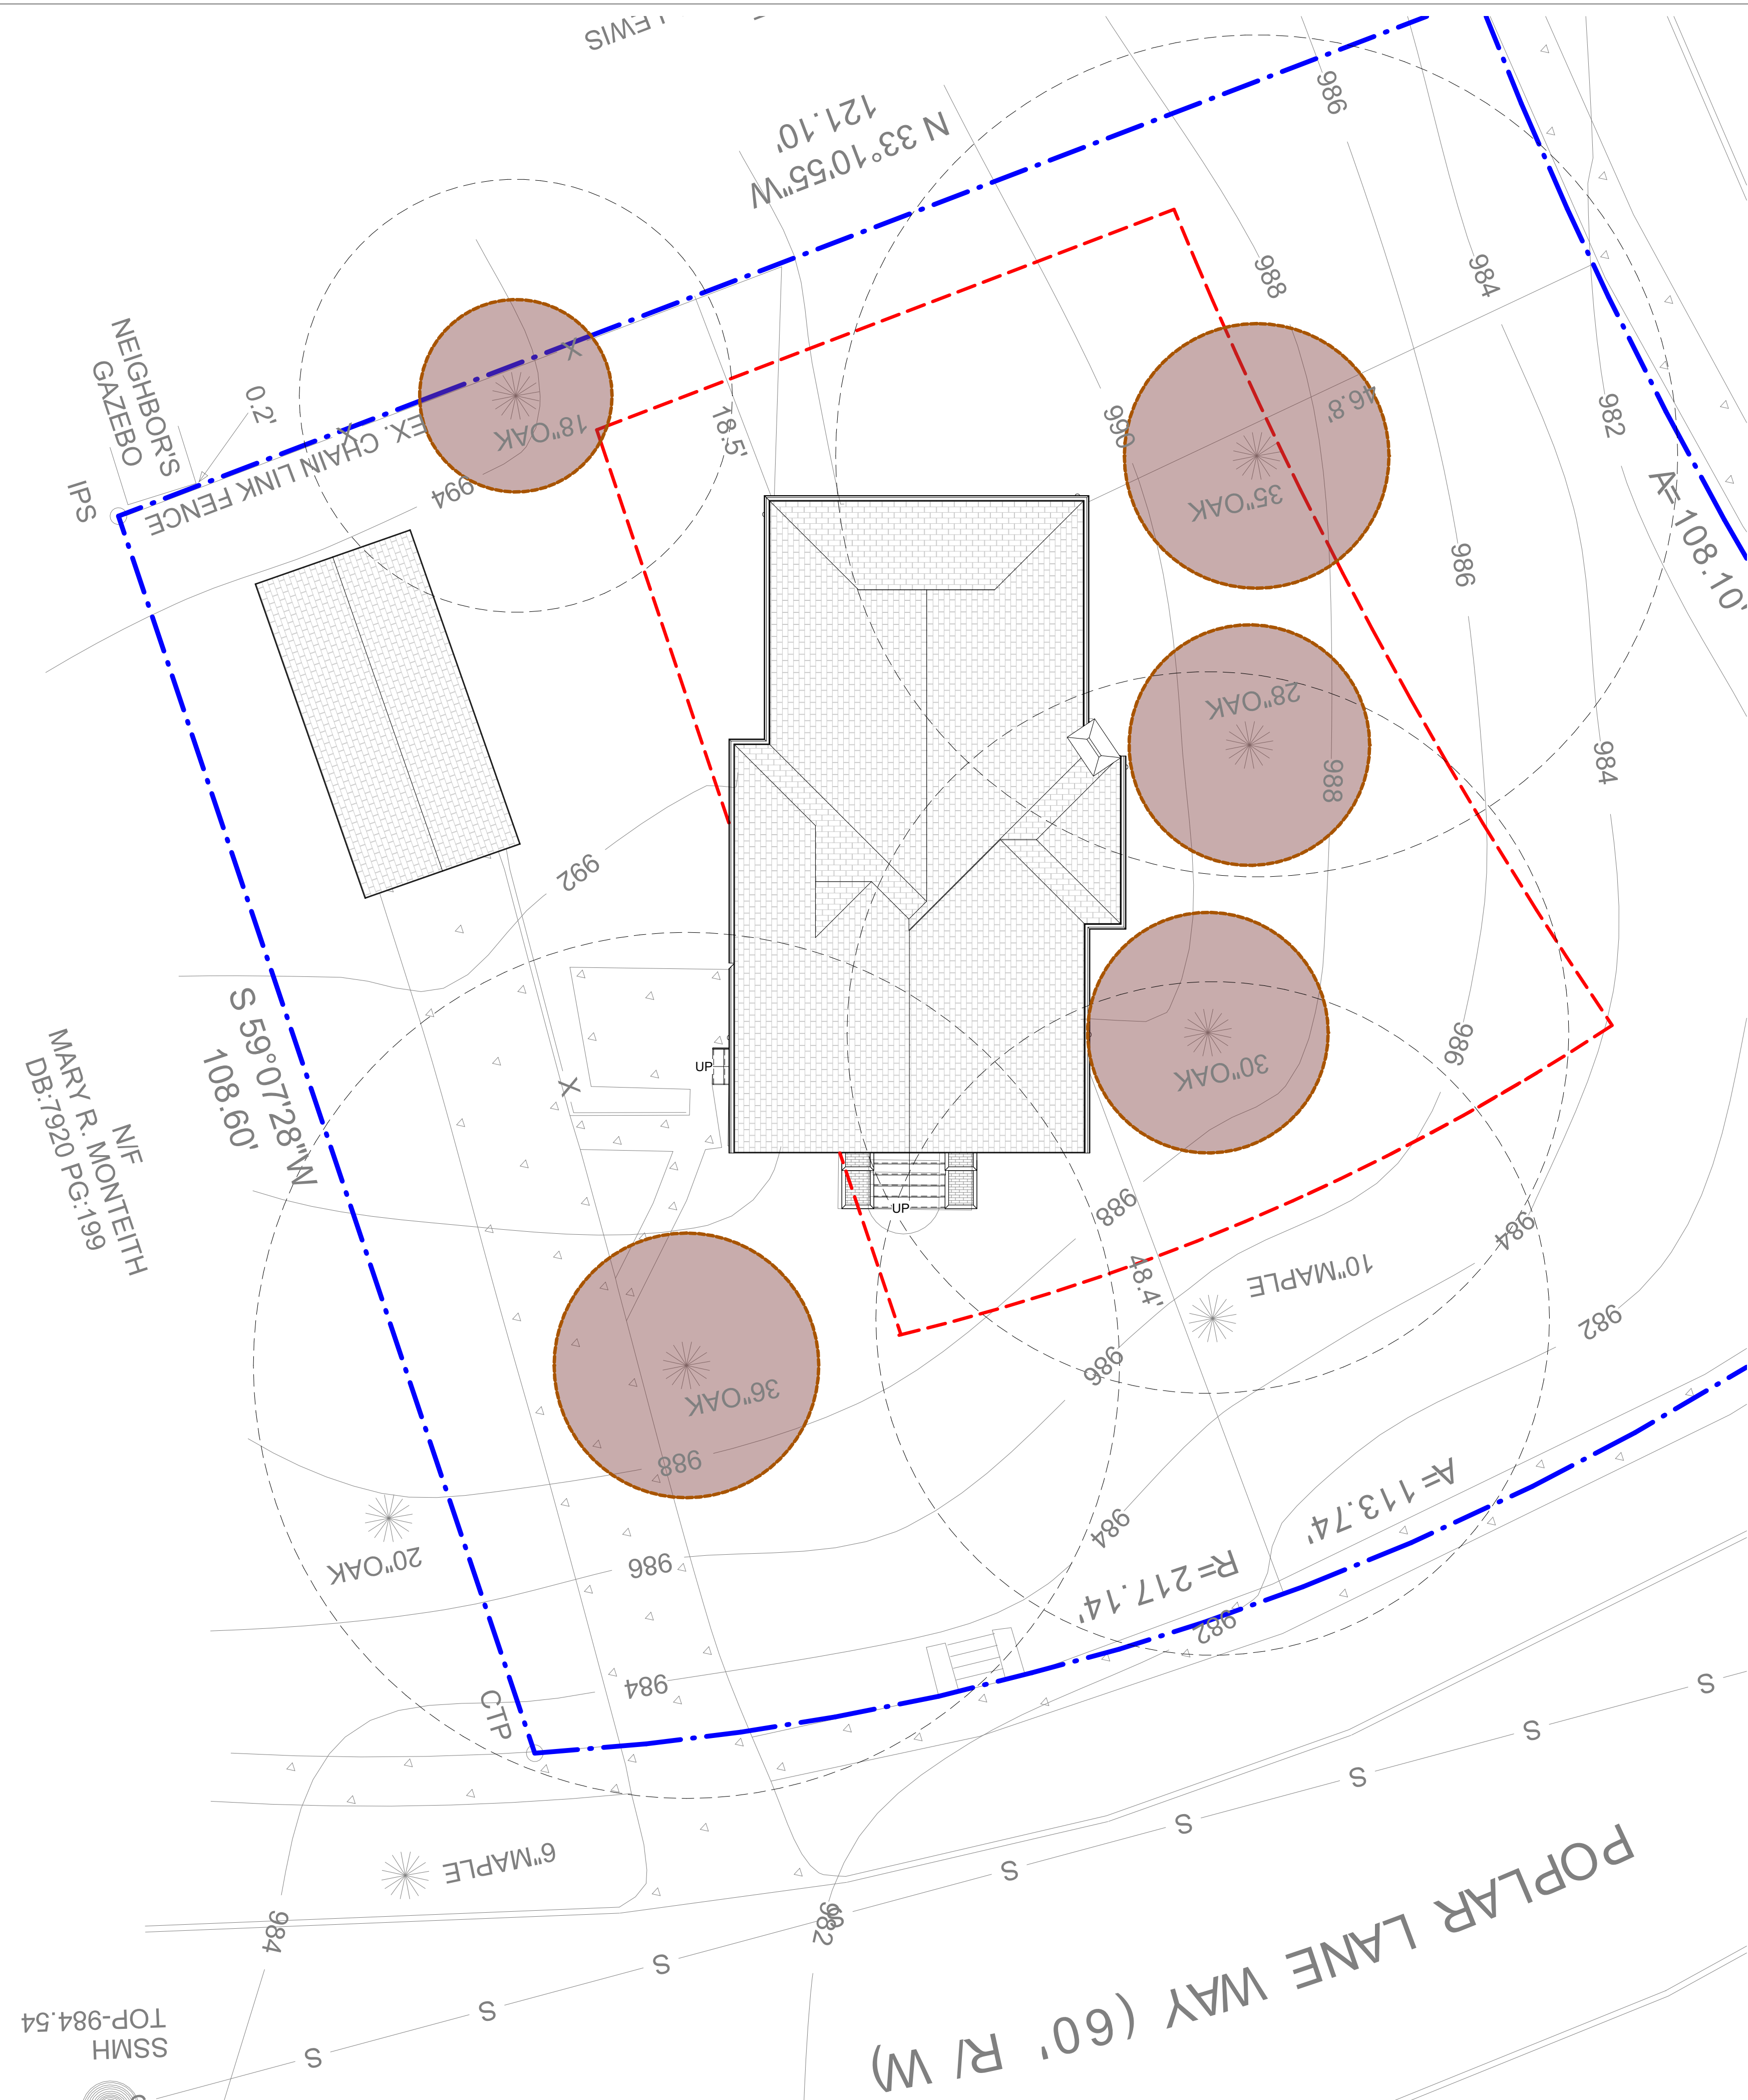 LEWIS
N 33°10'55"W
121.10'
986
988
984
NEIGHBOR'S
GAZEBO
0.2'
IPS
EX. CHAIN LINK FENCE
X
X
18"OAK
994
18.5'
990
46.8'
35"OAK
982
A= 108.10'
986
28"OAK
988
984
992
S 59°07'28"W
108.60'
N/F
MARY R. MONTEITH
DB:7920 PG:199
X
UP
UP
30"OAK
986
988
984
48.4'
10"MAPLE
982
986
36"OAK
988
20"OAK
986
984
984
A= 113.74'
R= 217.14'
982
CTP
6"MAPLE
984
982
S
S
S
S
S
S
S
S
S
POPLAR LANE WAY (60' R/ W)
SSMH
TOP-984.54